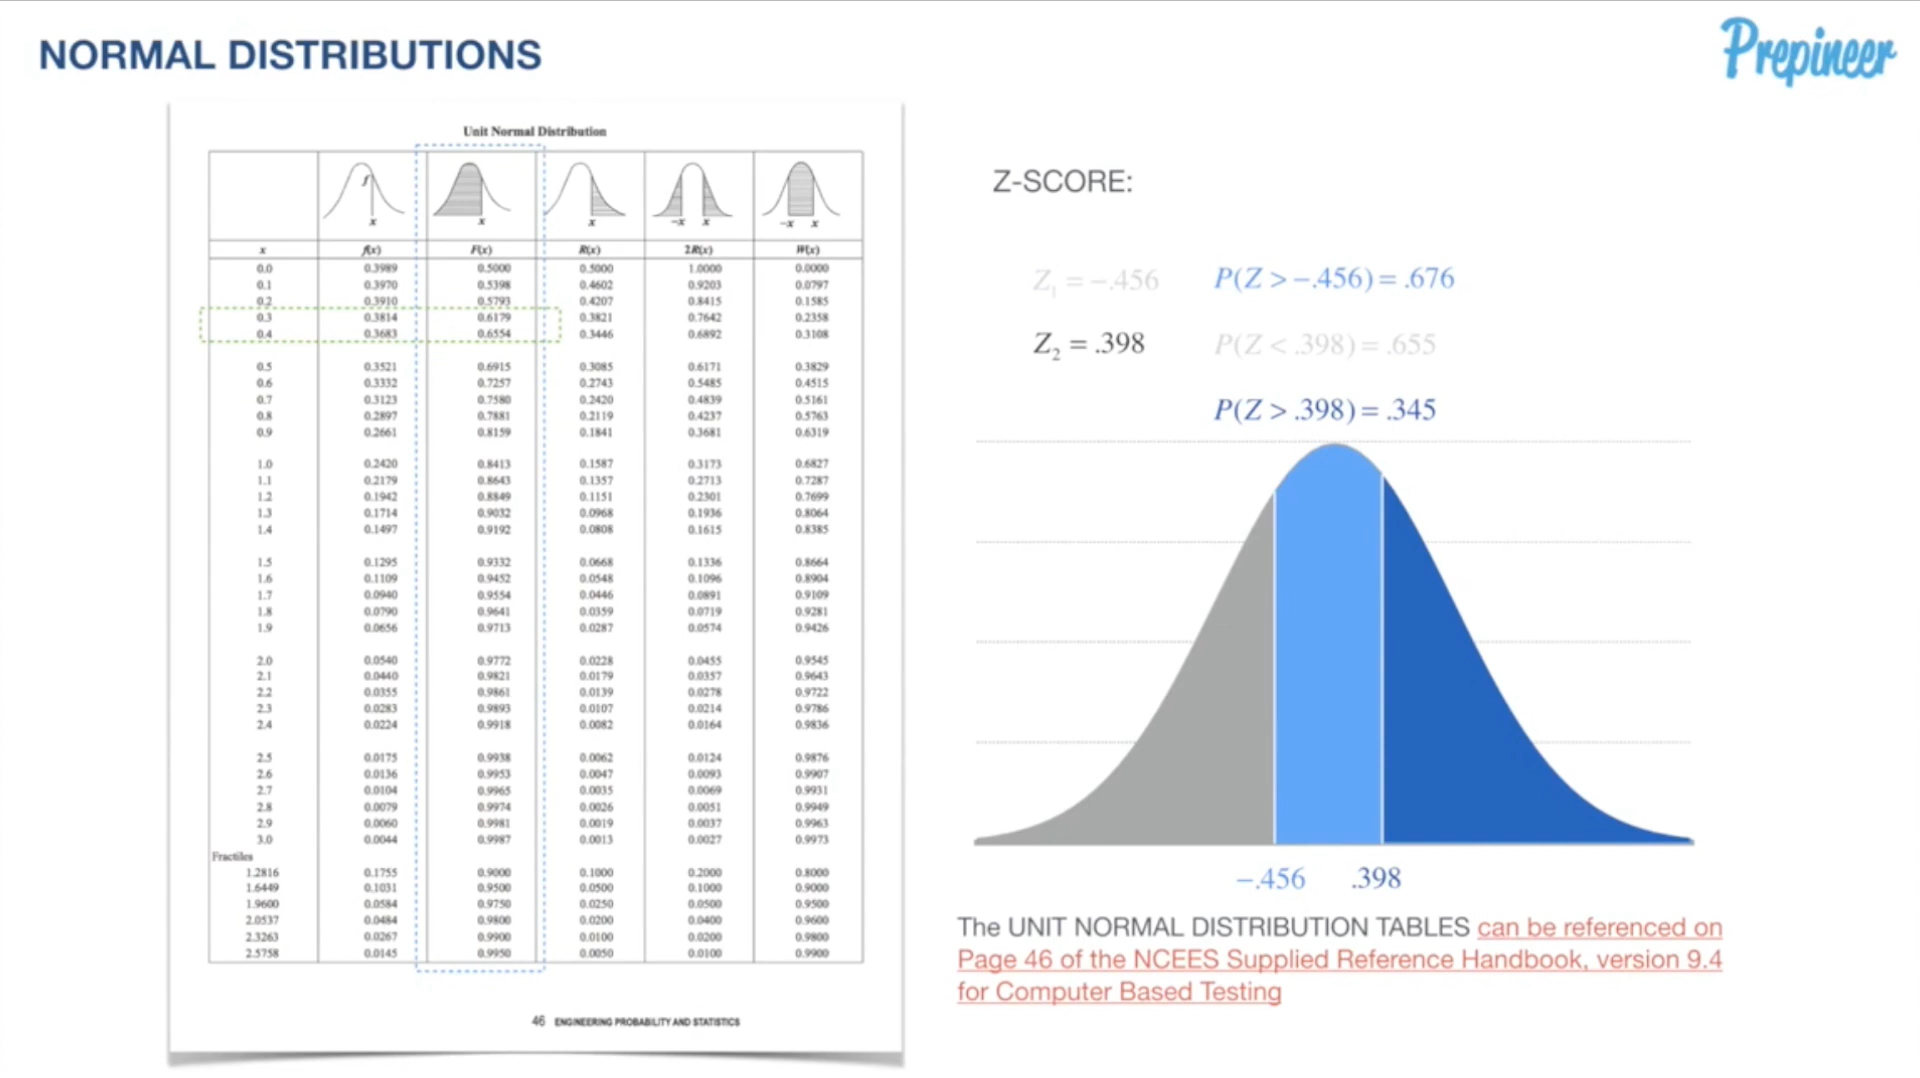 NORMAL DISTRIBUTIONS
Prepineer
Unit Normal Distribution
f
x x x -x x -x x
x f(x) F(x) R(x) 2R(x) W(x)
0.0 0.3989 0.5000 0.5000 1.0000 0.0000
0.1 0.3970 0.5398 0.4602 0.9203 0.0797
0.2 0.3910 0.5793 0.4207 0.8415 0.1585
0.3 0.3814 0.6179 0.3821 0.7642 0.2358
0.4 0.3683 0.6554 0.3446 0.6892 0.3108
0.5 0.3521 0.6915 0.3085 0.6171 0.3829
0.6 0.3332 0.7257 0.2743 0.5485 0.4515
0.7 0.3123 0.7580 0.2420 0.4839 0.5161
0.8 0.2897 0.7881 0.2119 0.4237 0.5763
0.9 0.2661 0.8159 0.1841 0.3681 0.6319
1.0 0.2420 0.8413 0.1587 0.3173 0.6827
1.1 0.2179 0.8643 0.1357 0.2713 0.7287
1.2 0.1942 0.8849 0.1151 0.2301 0.7699
1.3 0.1714 0.9032 0.0968 0.1936 0.8064
1.4 0.1497 0.9192 0.0808 0.1615 0.8385
1.5 0.1295 0.9332 0.0668 0.1336 0.8664
1.6 0.1109 0.9452 0.0548 0.1096 0.8904
1.7 0.0940 0.9554 0.0446 0.0891 0.9109
1.8 0.0790 0.9641 0.0359 0.0719 0.9281
1.9 0.0656 0.9713 0.0287 0.0574 0.9426
2.0 0.0540 0.9772 0.0228 0.0455 0.9545
2.1 0.0440 0.9821 0.0179 0.0357 0.9643
2.2 0.0355 0.9861 0.0139 0.0278 0.9722
2.3 0.0283 0.9893 0.0107 0.0214 0.9786
2.4 0.0224 0.9918 0.0082 0.0164 0.9836
2.5 0.0175 0.9938 0.0062 0.0124 0.9876
2.6 0.0136 0.9953 0.0047 0.0093 0.9907
2.7 0.0104 0.9965 0.0035 0.0069 0.9931
2.8 0.0079 0.9974 0.0026 0.0051 0.9949
2.9 0.0060 0.9981 0.0019 0.0037 0.9963
3.0 0.0044 0.9987 0.0013 0.0027 0.9973
Fractiles
1.2816 0.1755 0.9000 0.1000 0.2000 0.8000
1.6449 0.1031 0.9500 0.0500 0.1000 0.9000
1.9600 0.0584 0.9750 0.0250 0.0500 0.9500
2.0537 0.0484 0.9800 0.0200 0.0400 0.9600
2.3263 0.0267 0.9900 0.0100 0.0200 0.9800
2.5758 0.0145 0.9950 0.0050 0.0100 0.9900
46 ENGINEERING PROBABILITY AND STATISTICS
Z-SCORE:
Z₁ = −.456 P(Z > −.456) = .676
Z₂ = .398 P(Z < .398) = .655
P(Z > .398) = .345
−.456 .398
The UNIT NORMAL DISTRIBUTION TABLES can be referenced on
Page 46 of the NCEES Supplied Reference Handbook, version 9.4
for Computer Based Testing